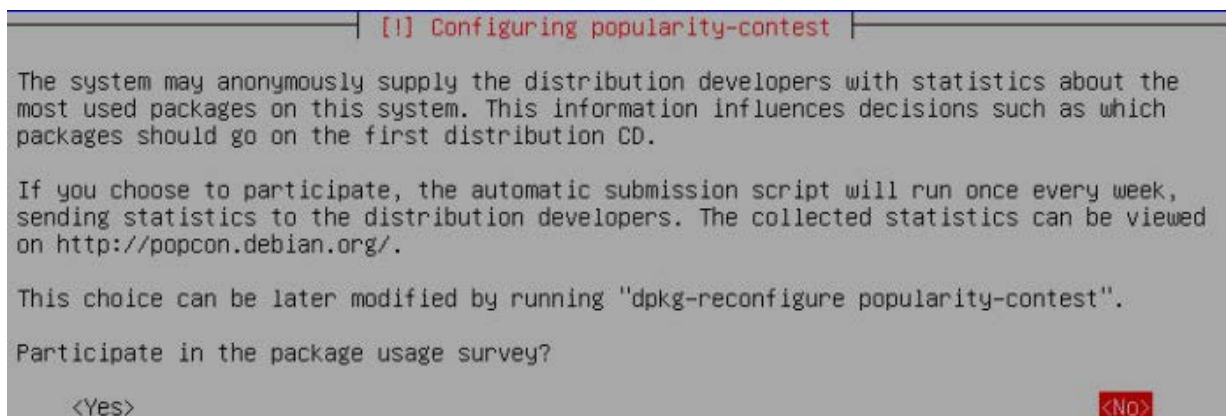 [!] Configuring popularity-contest
The system may anonymously supply the distribution developers with statistics about the
most used packages on this system. This information influences decisions such as which
packages should go on the first distribution CD.
If you choose to participate, the automatic submission script will run once every week,
sending statistics to the distribution developers. The collected statistics can be viewed
on http://popcon.debian.org/.
This choice can be later modified by running "dpkg-reconfigure popularity-contest".
Participate in the package usage survey?
<Yes> <No>